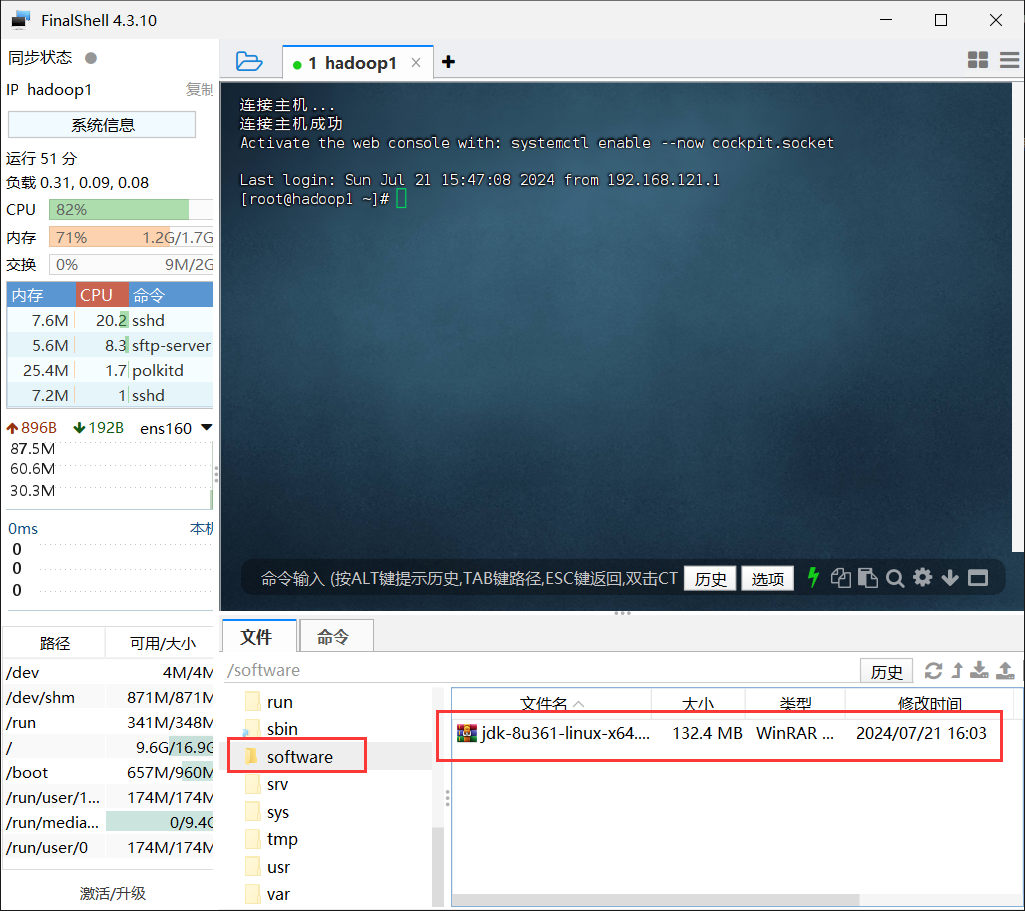 FinalShell 4.3.10
同步状态
IP hadoop1 复制
系统信息
运行 51 分
负载 0.31, 0.09, 0.08
CPU 82%
内存 71% 1.2G/1.7G
交换 0% 9M/2G
内存 CPU 命令
7.6M 20.2 sshd
5.6M 8.3 sftp-server
25.4M 1.7 polkitd
7.2M 1 sshd
896B 192B ens160
87.5M
60.6M
30.3M
0ms 本机
0
0
0
路径 可用/大小
/dev 4M/4M
/dev/shm 871M/871M
/run 341M/348M
/ 9.6G/16.9G
/boot 657M/960M
/run/user/1... 174M/174M
/run/media... 0/9.4G
/run/user/0 174M/174M
激活/升级
1 hadoop1
连接主机...
连接主机成功
Activate the web console with: systemctl enable --now cockpit.socket
Last login: Sun Jul 21 15:47:08 2024 from 192.168.121.1
[root@hadoop1 ~]#
命令输入 (按ALT键提示历史,TAB键路径,ESC键返回,双击CT 历史 选项
文件 命令
/software 历史
run
sbin
software
srv
sys
tmp
usr
var
文件名 大小 类型 修改时间
jdk-8u361-linux-x64.... 132.4 MB WinRAR ... 2024/07/21 16:03